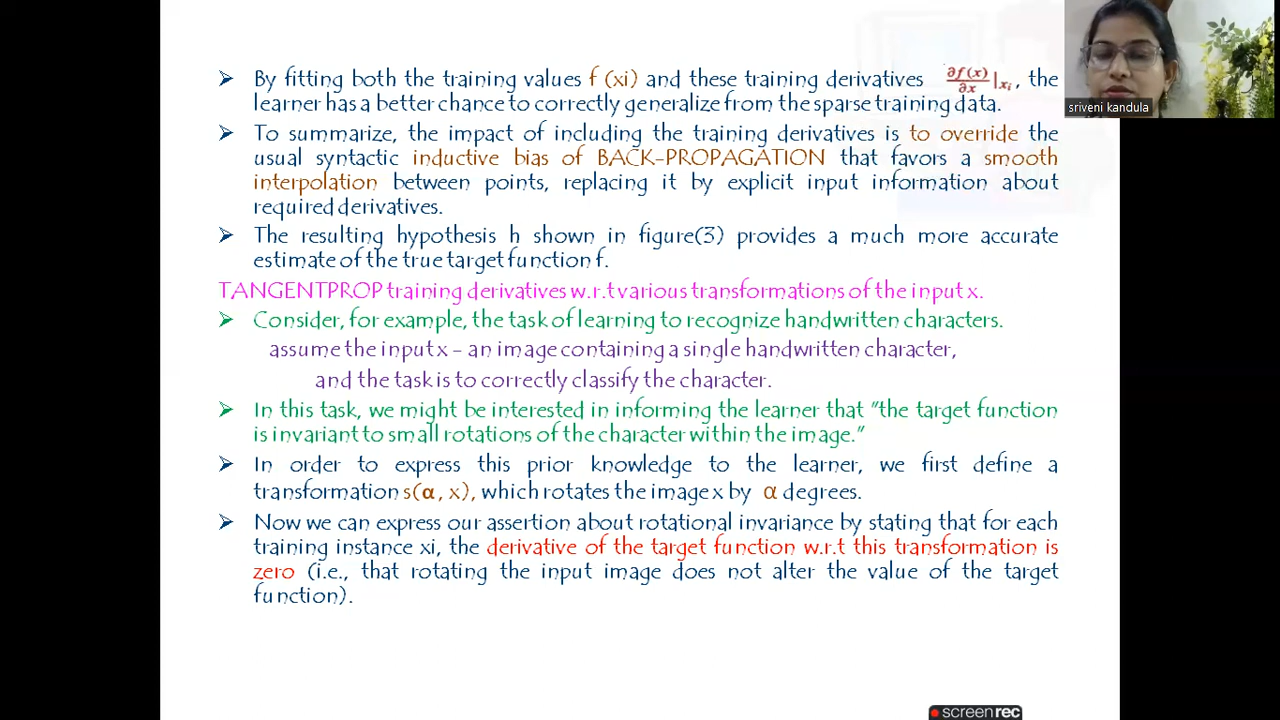 ➢ By fitting both the training values f (xi) and these training derivatives ∂f(x)/∂x |xi, the
learner has a better chance to correctly generalize from the sparse training data.
➢ To summarize, the impact of including the training derivatives is to override the
usual syntactic inductive bias of BACK-PROPAGATION that favors a smooth
interpolation between points, replacing it by explicit input information about
required derivatives.
➢ The resulting hypothesis h shown in figure(3) provides a much more accurate
estimate of the true target function f.
TANGENTPROP training derivatives w.r.t various transformations of the input x.
➢ Consider, for example, the task of learning to recognize handwritten characters.
assume the input x – an image containing a single handwritten character,
and the task is to correctly classify the character.
➢ In this task, we might be interested in informing the learner that "the target function
is invariant to small rotations of the character within the image."
➢ In order to express this prior knowledge to the learner, we first define a
transformation s(α, x), which rotates the image x by α degrees.
➢ Now we can express our assertion about rotational invariance by stating that for each
training instance xi, the derivative of the target function w.r.t this transformation is
zero (i.e., that rotating the input image does not alter the value of the target
function).
sriveni kandula
screenrec